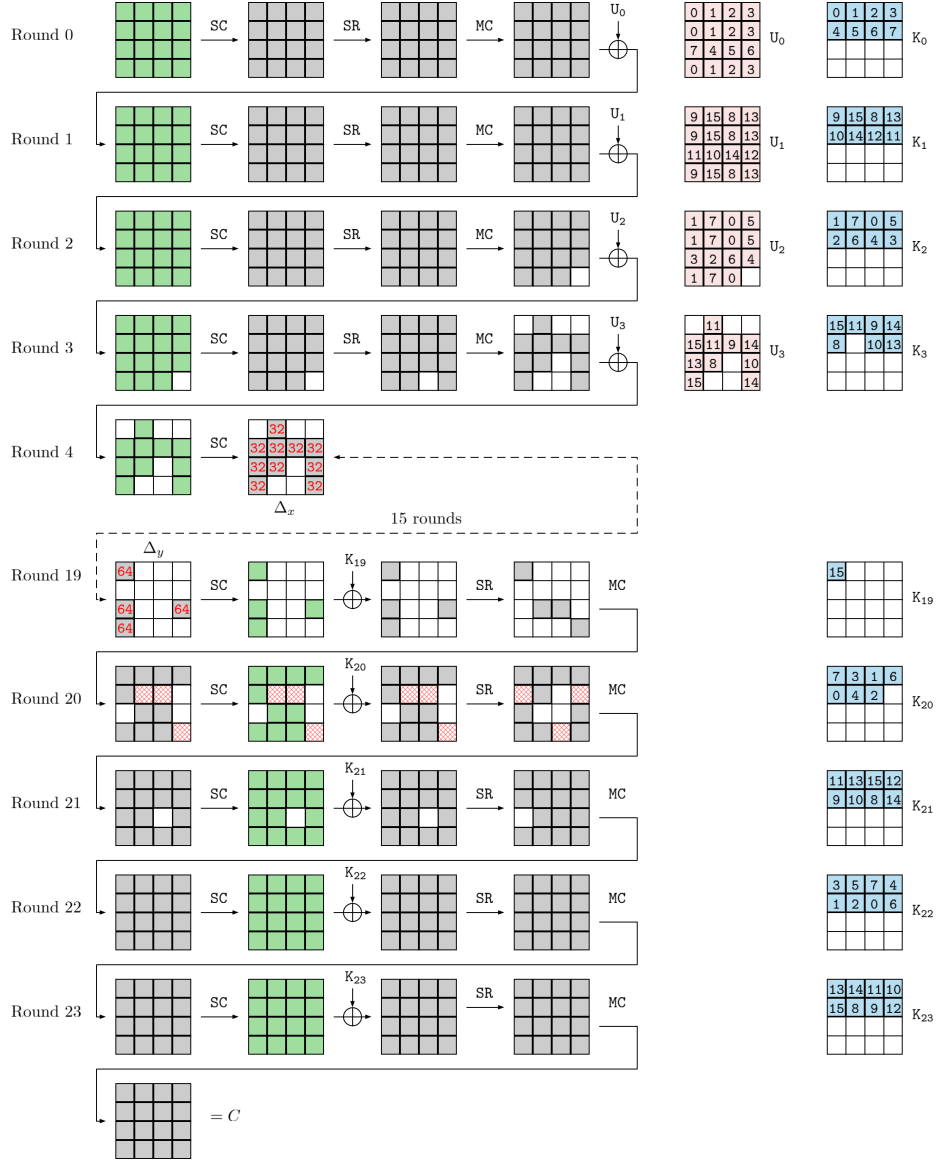 U₀
Round 0 SC SR MC
0 1 2 3
0 1 2 3
7 4 5 6
0 1 2 3
U₀
0 1 2 3
4 5 6 7
K₀
U₁
Round 1 SC SR MC
9 15 8 13
9 15 8 13
11 10 14 12
9 15 8 13
U₁
9 15 8 13
10 14 12 11
K₁
U₂
Round 2 SC SR MC
1 7 0 5
1 7 0 5
3 2 6 4
1 7 0
U₂
1 7 0 5
2 6 4 3
K₂
U₃
Round 3 SC SR MC
11
15 11 9 14
13 8 10
15 14
U₃
15 11 9 14
8 10 13
K₃
Round 4 SC
32
32 32 32 32
32 32 32
32 32
Δₓ
15 rounds
Δ_y
Round 19
64
64 64
64
SC K₁₉ SR MC
15
K₁₉
Round 20 SC K₂₀ SR MC
7 3 1 6
0 4 2
K₂₀
Round 21 SC K₂₁ SR MC
11 13 15 12
9 10 8 14
K₂₁
Round 22 SC K₂₂ SR MC
3 5 7 4
1 2 0 6
K₂₂
Round 23 SC K₂₃ SR MC
13 14 11 10
15 8 9 12
K₂₃
= C